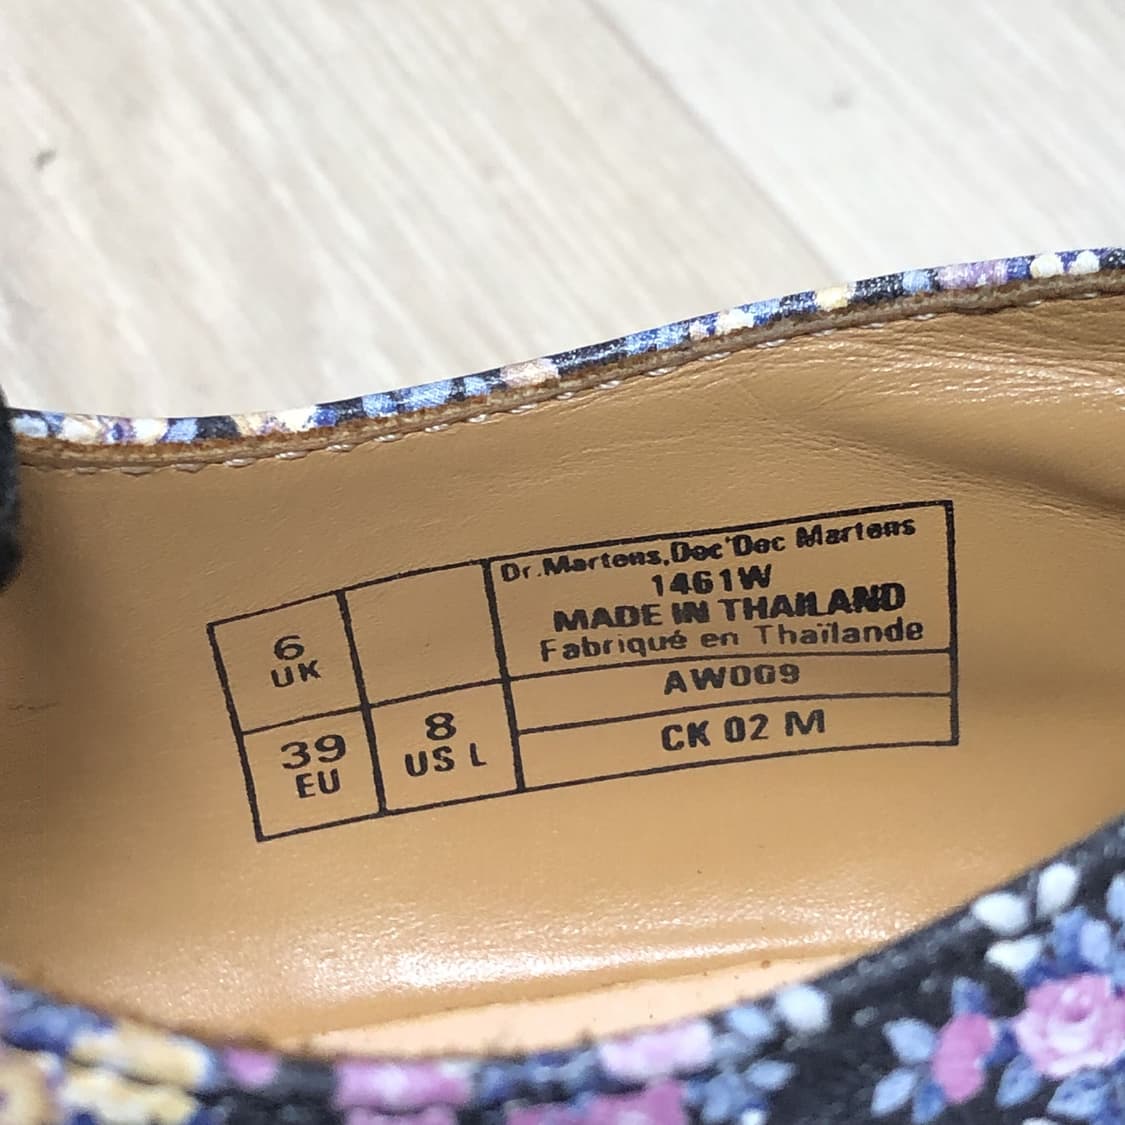 Dr.Martens,Doc'Doc Martens
1461W
MADE IN THAILAND
Fabriqué en Thaïlande
6
UK
AW009
39
EU
8
US L
CK 02 M